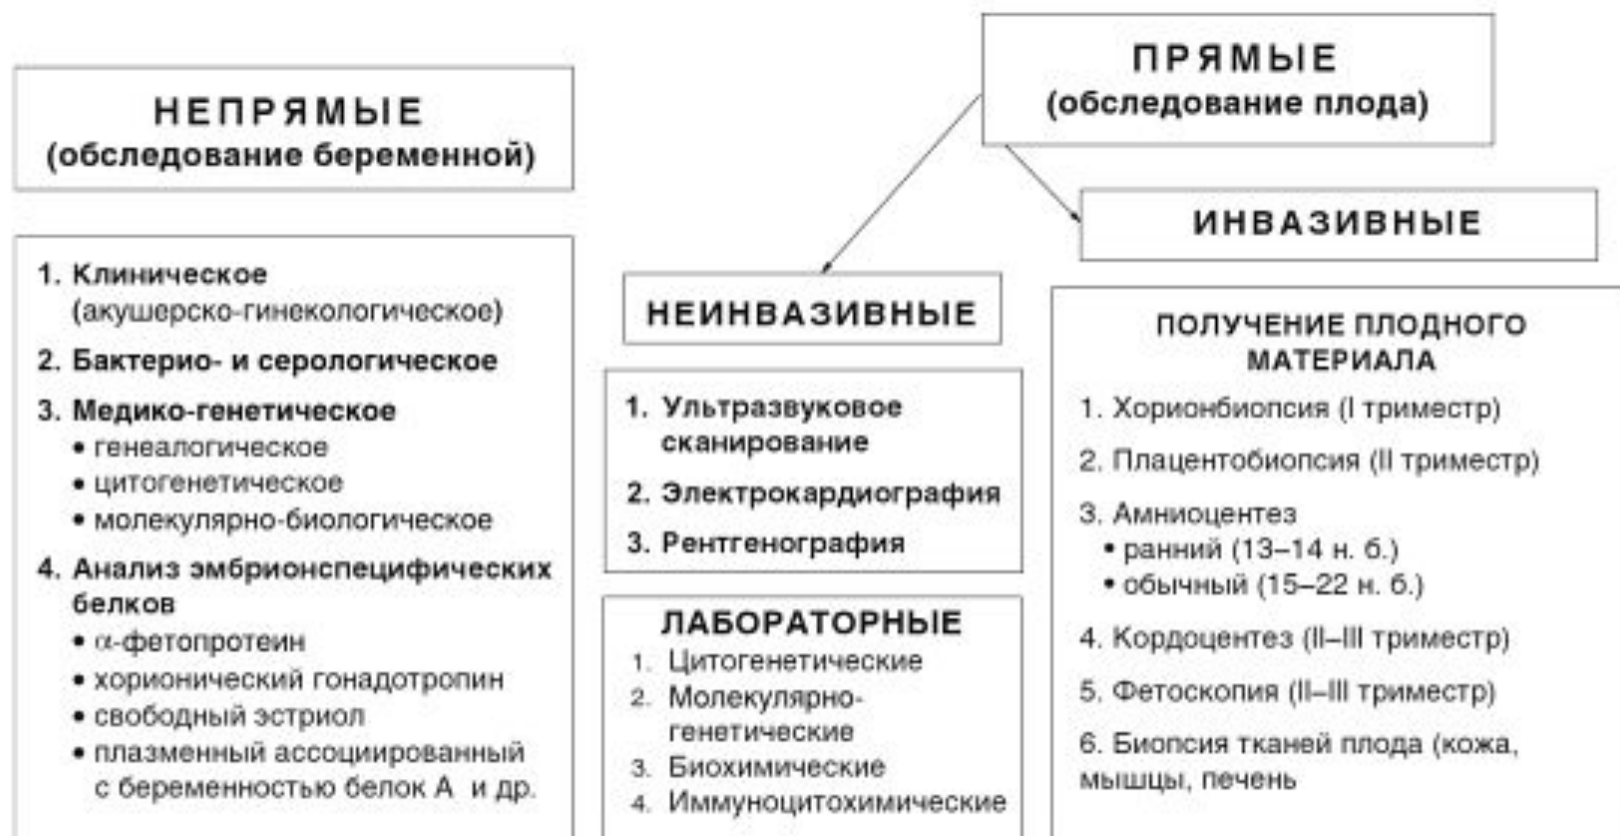 НЕПРЯМЫЕ
(обследование беременной)
1. Клиническое
(акушерско-гинекологическое)
2. Бактерио- и серологическое
3. Медико-генетическое
• генеалогическое
• цитогенетическое
• молекулярно-биологическое
4. Анализ эмбрионспецифических
белков
• α-фетопротеин
• хорионический гонадотропин
• свободный эстриол
• плазменный ассоциированный
с беременностью белок А и др.
ПРЯМЫЕ
(обследование плода)
НЕИНВАЗИВНЫЕ
1. Ультразвуковое
сканирование
2. Электрокардиография
3. Рентгенография
ЛАБОРАТОРНЫЕ
1. Цитогенетические
2. Молекулярно-
генетические
3. Биохимические
4. Иммуноцитохимические
ИНВАЗИВНЫЕ
ПОЛУЧЕНИЕ ПЛОДНОГО
МАТЕРИАЛА
1. Хорионбиопсия (I триместр)
2. Плацентобиопсия (II триместр)
3. Амниоцентез
• ранний (13–14 н. б.)
• обычный (15–22 н. б.)
4. Кордоцентез (II–III триместр)
5. Фетоскопия (II–III триместр)
6. Биопсия тканей плода (кожа,
мышцы, печень